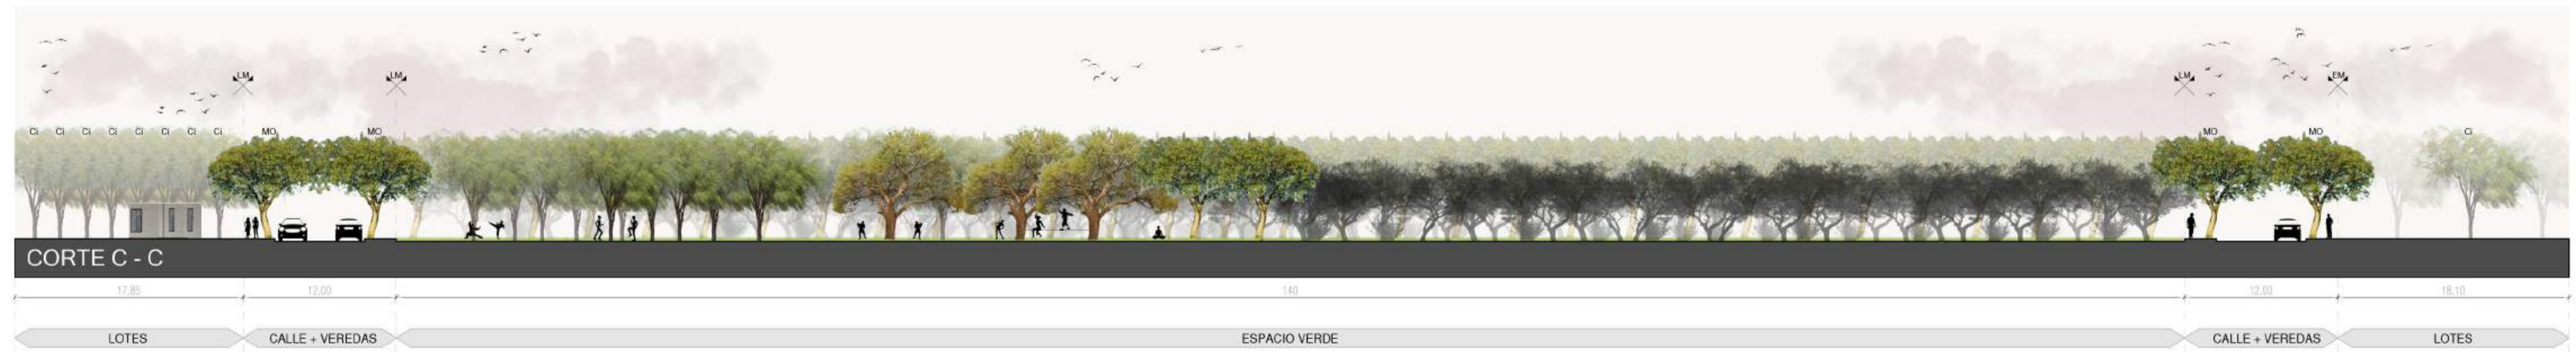 LM LM LM EM
Ci Ci Ci Ci Ci Ci Ci Ci MO MO MO MO Ci
CORTE C - C
17,85 12,00 140 12,00 18,10
LOTES CALLE + VEREDAS ESPACIO VERDE CALLE + VEREDAS LOTES